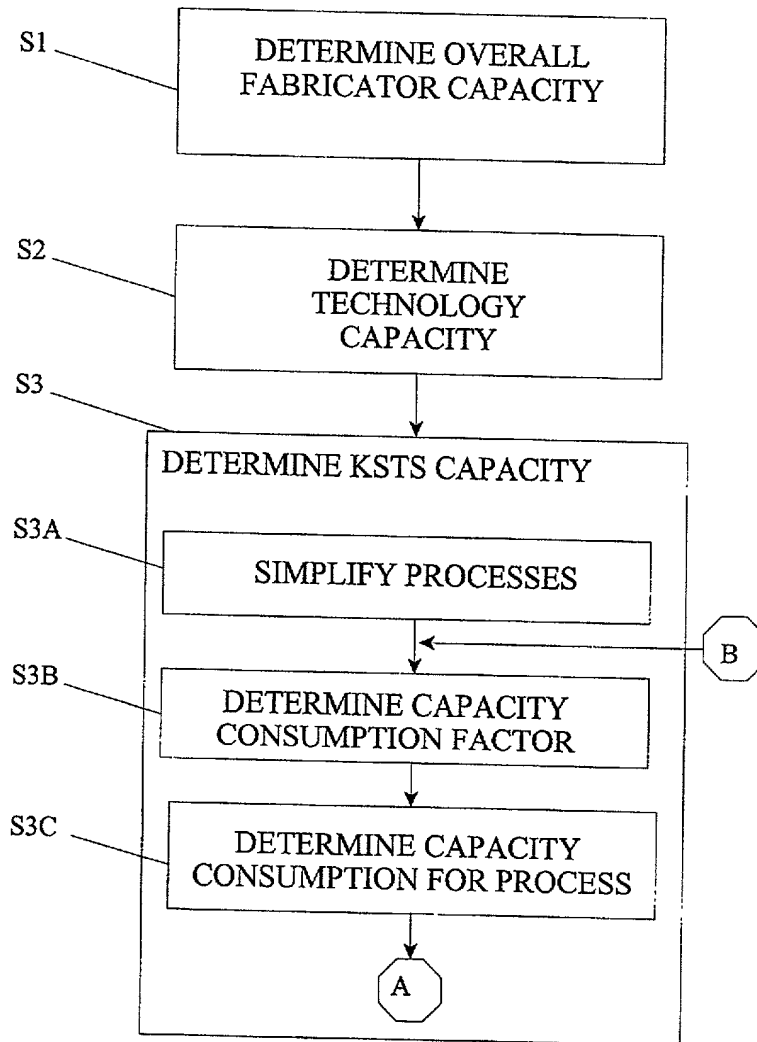 S1
DETERMINE OVERALL
FABRICATOR CAPACITY
S2
DETERMINE
TECHNOLOGY
CAPACITY
S3
DETERMINE KSTS CAPACITY
S3A
SIMPLIFY PROCESSES
B
S3B
DETERMINE CAPACITY
CONSUMPTION FACTOR
S3C
DETERMINE CAPACITY
CONSUMPTION FOR PROCESS
A